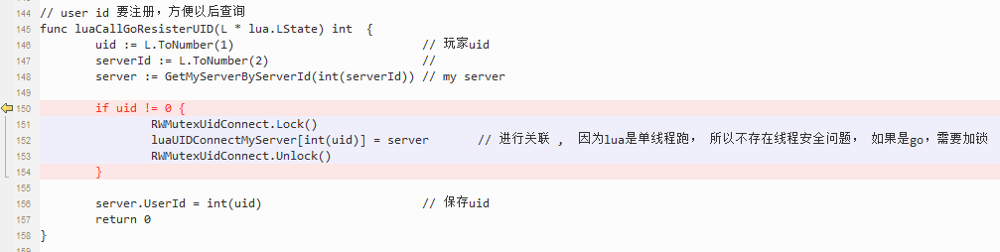 144 // user id 要注册，方便以后查询
145 func luaCallGoResisterUID(L * lua.LState) int  {
146         uid := L.ToNumber(1)                           // 玩家uid
147         serverId := L.ToNumber(2)                      //
148         server := GetMyServerByServerId(int(serverId)) // my server
149
150         if uid != 0 {
151                 RWMutexUidConnect.Lock()
152                 luaUIDConnectMyServer[int(uid)] = server       // 进行关联 ， 因为lua是单线程跑， 所以不存在线程安全问题， 如果是go，需要加锁
153                 RWMutexUidConnect.Unlock()
154         }
155
156         server.UserId = int(uid)                       // 保存uid
157         return 0
158 }